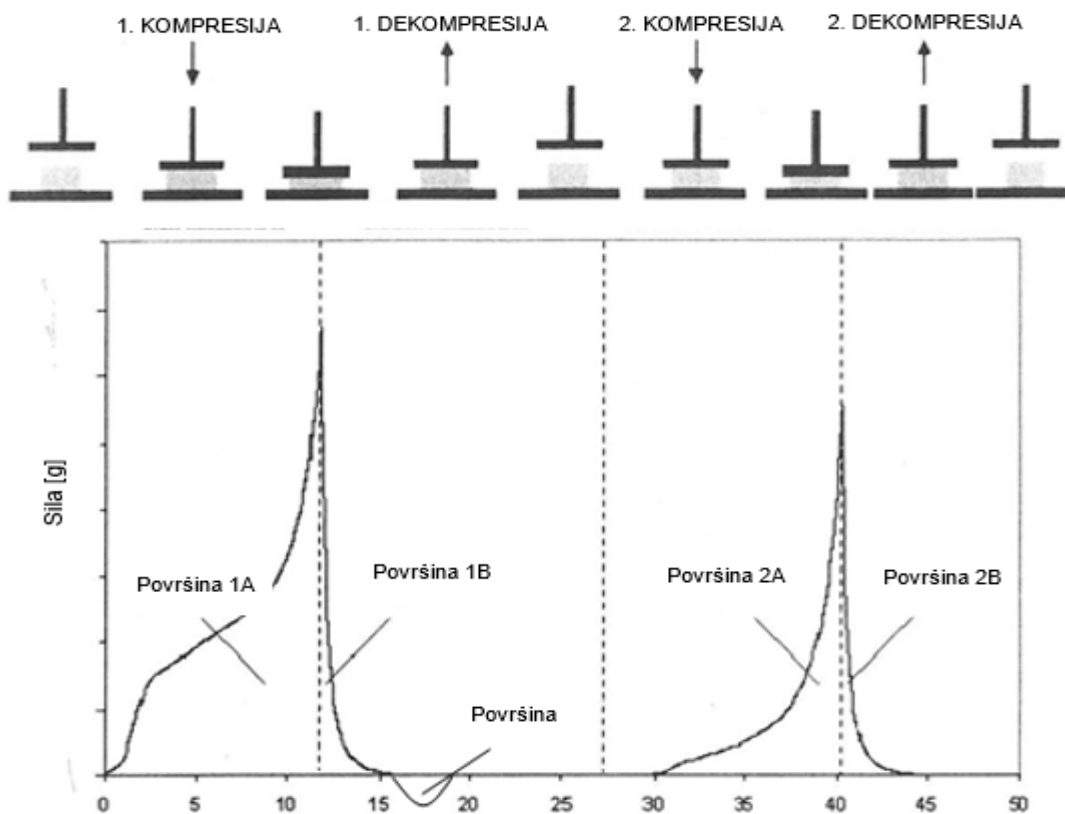 1. KOMPRESIJA
1. DEKOMPRESIJA
2. KOMPRESIJA
2. DEKOMPRESIJA
Sila [g]
Površina 1A
Površina 1B
Površina 2A
Površina 2B
Površina
0 5 10 15 20 25 30 35 40 45 50